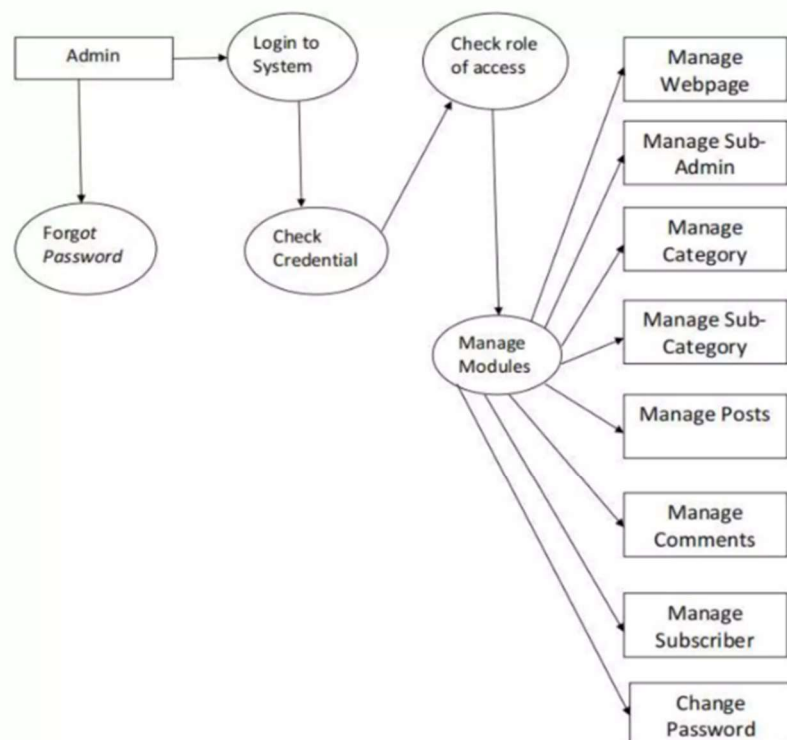 Admin
Login to
System
Check role
of access
Manage
Webpage
Manage Sub-
Admin
Forgot
Password
Check
Credential
Manage
Category
Manage
Modules
Manage Sub-
Category
Manage Posts
Manage
Comments
Manage
Subscriber
Change
Password